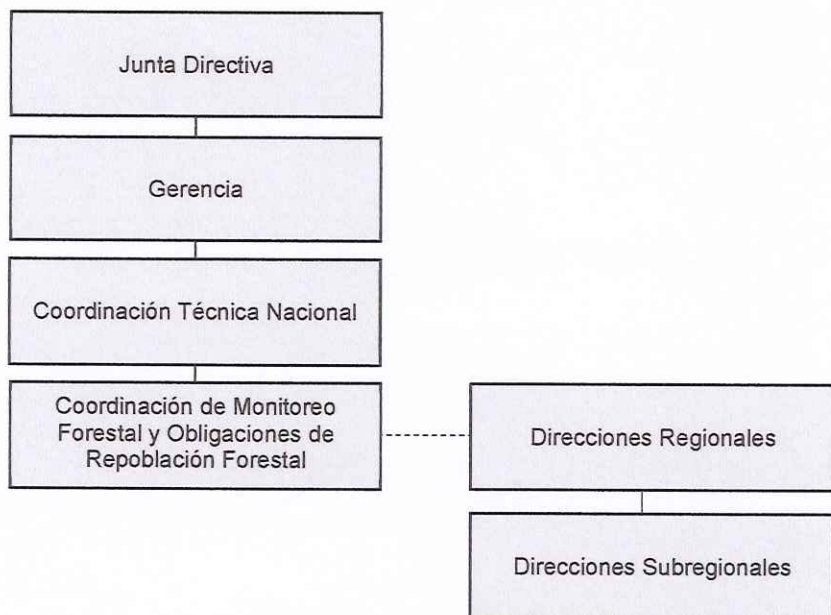 Junta Directiva
Gerencia
Coordinación Técnica Nacional
Coordinación de Monitoreo
Forestal y Obligaciones de
Repoblación Forestal
Direcciones Regionales
Direcciones Subregionales